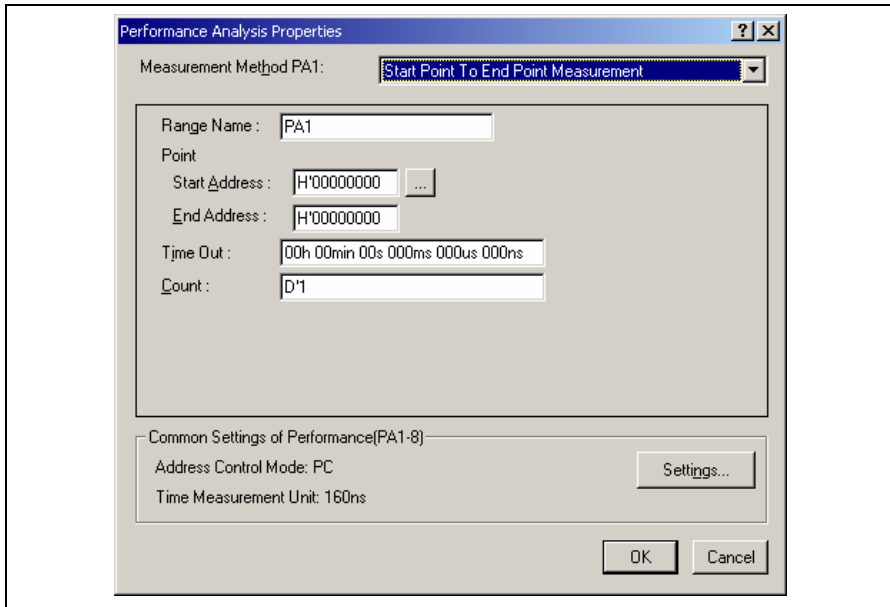 Performance Analysis Properties
Measurement Method PA1: Start Point To End Point Measurement
Range Name : PA1
Point
Start Address : H'00000000 ...
End Address : H'00000000
Time Out : 00h 00min 00s 000ms 000us 000ns
Count : D'1
Common Settings of Performance(PA1-8)
Address Control Mode: PC
Settings...
Time Measurement Unit: 160ns
OK Cancel